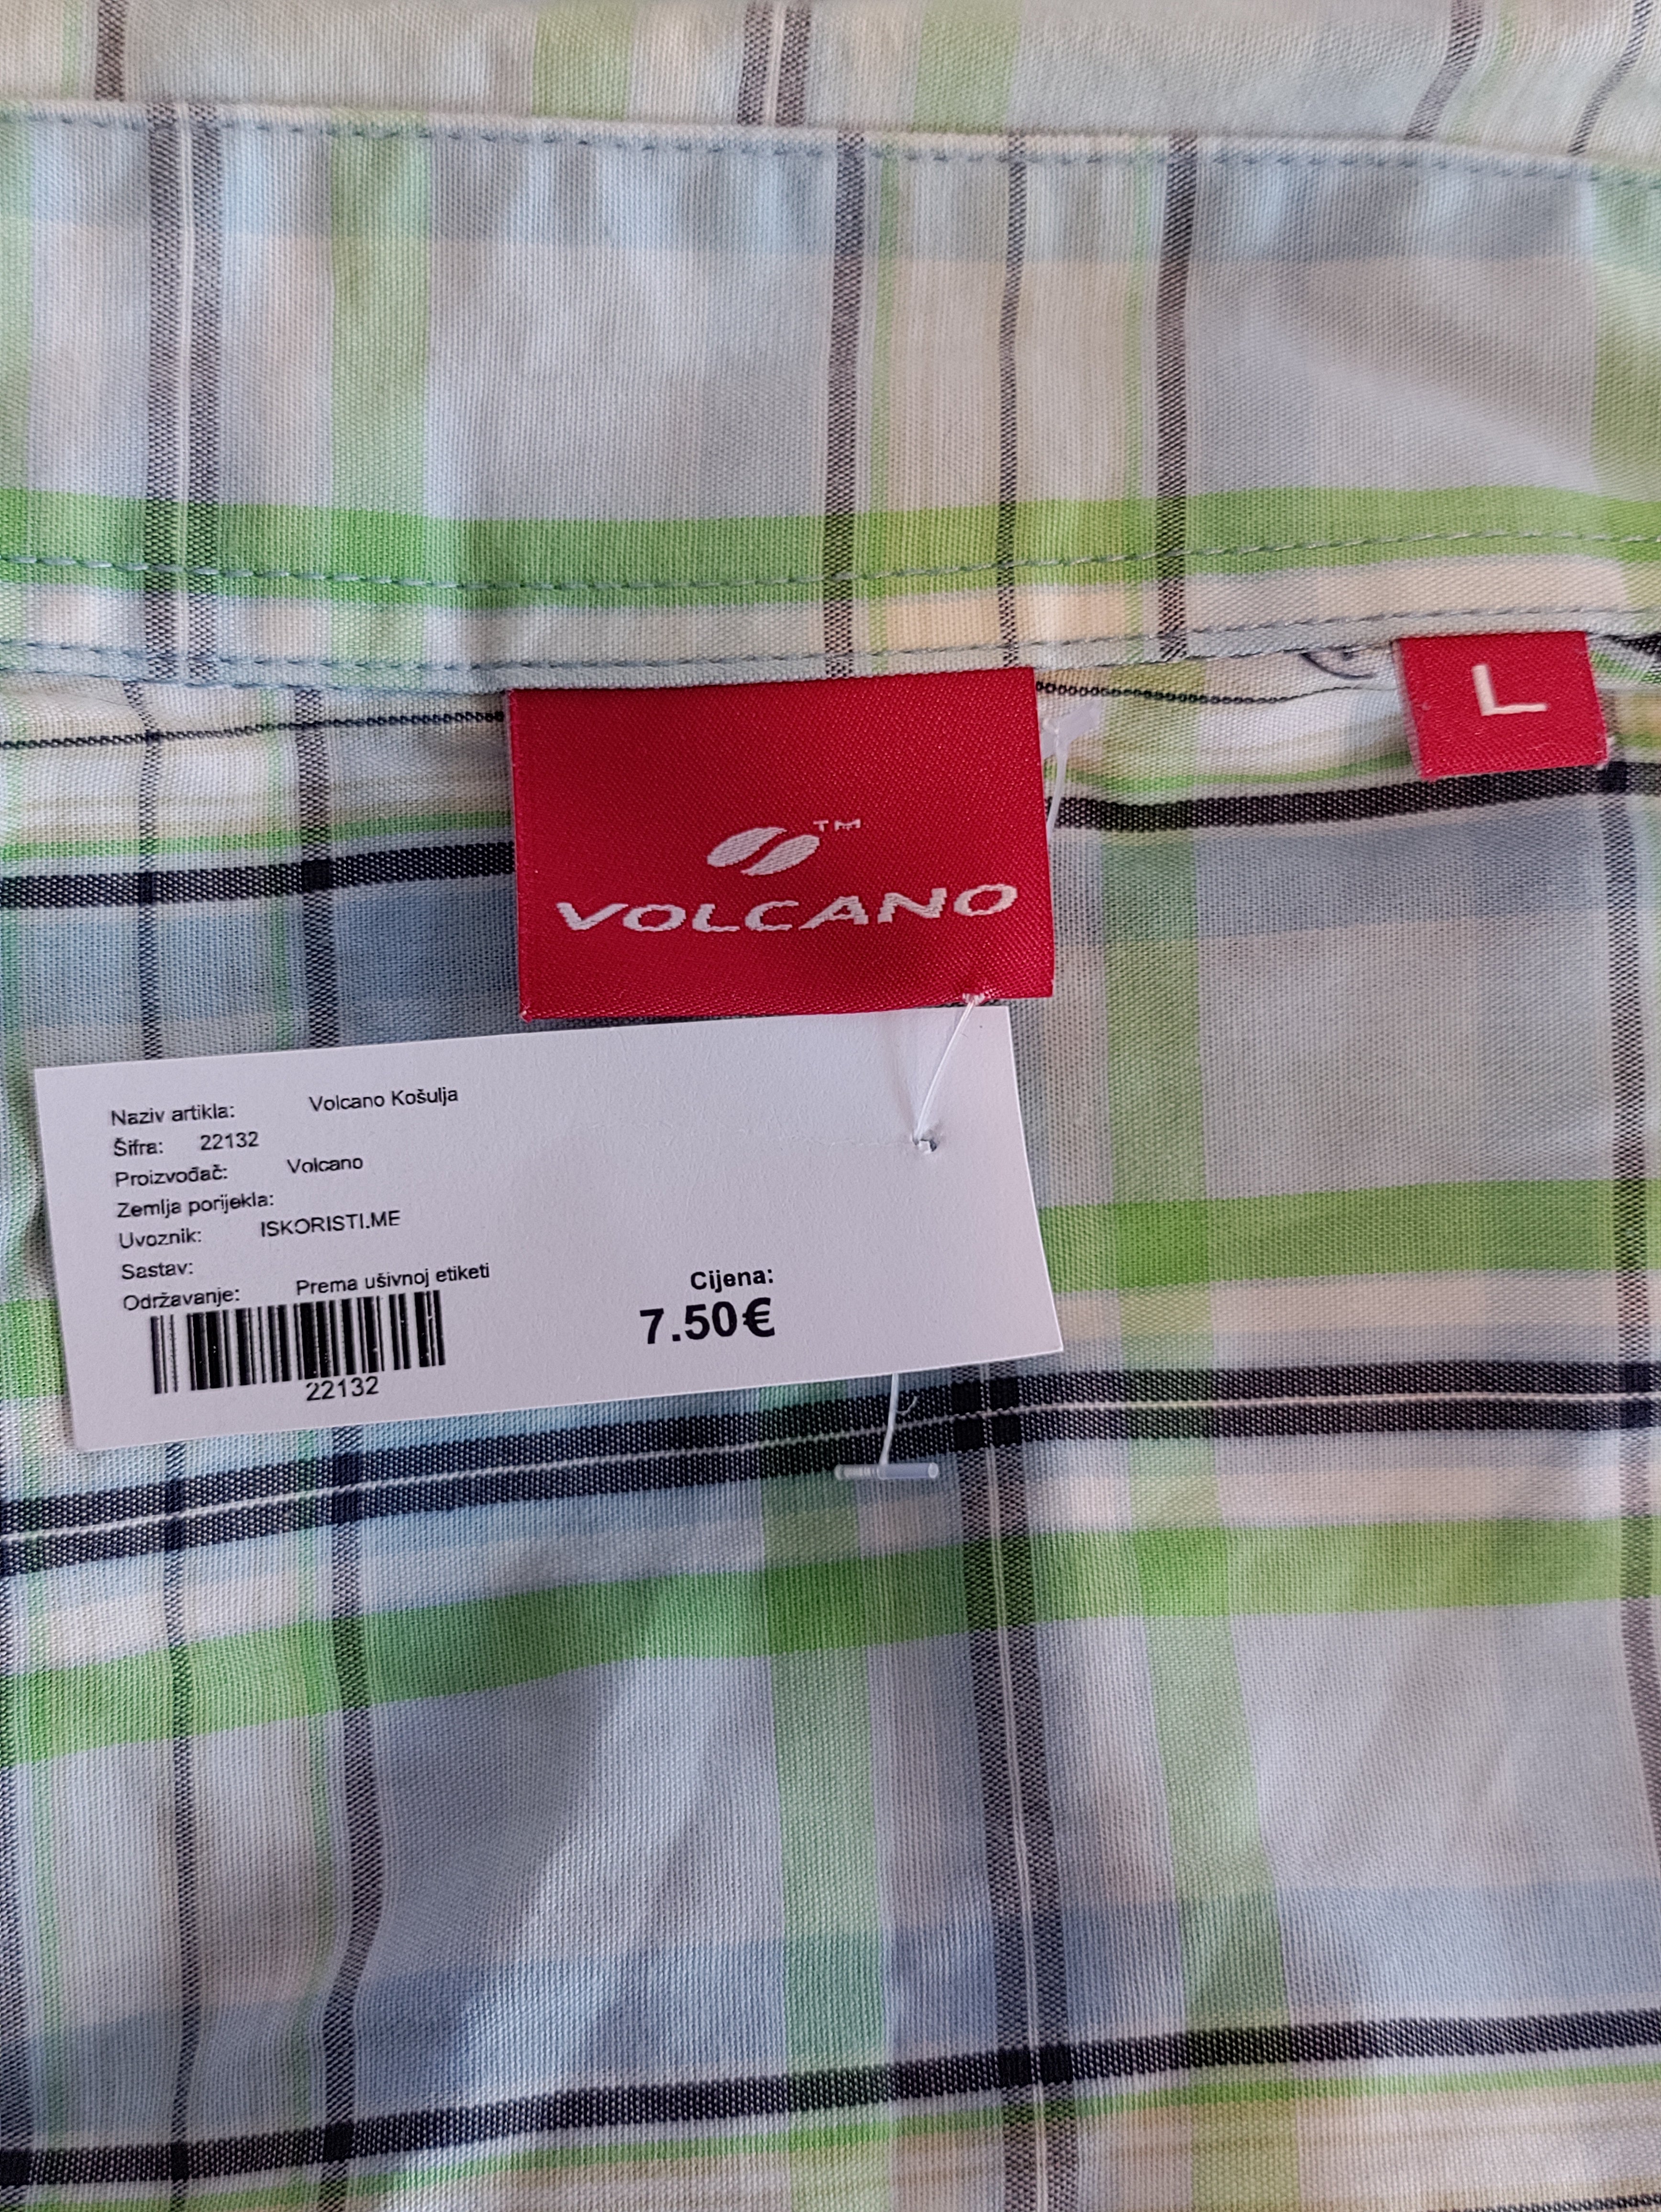 L
TM
VOLCANO
Naziv artikla: Volcano Košulja
Šifra: 22132
Proizvođač: Volcano
Zemlja porijekla:
Uvoznik: ISKORISTI.ME
Sastav:
Održavanje: Prema ušivnoj etiketi
Cijena:
7.50€
22132